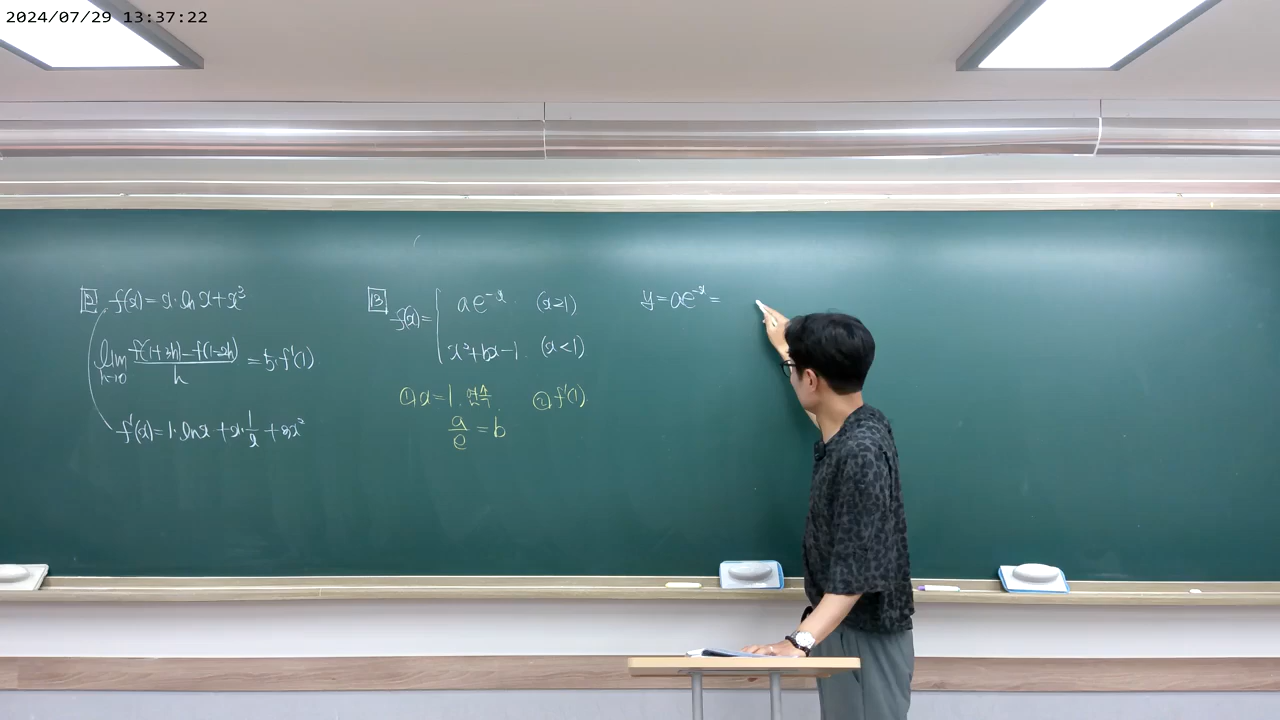 2024/07/29 13:37:22
12 f(x)=x·ln x+x³
lim h→0 f(1+3h)-f(1-2h)/h =5·f'(1)
f'(x)=1·lnx+x·1/x+3x²
13 f(x)={ ae⁻ˣ (x≥1)
x²+bx-1 (x<1)
① x=1. 연속 ② f'(1)
a/e = b
y=ae⁻ˣ=